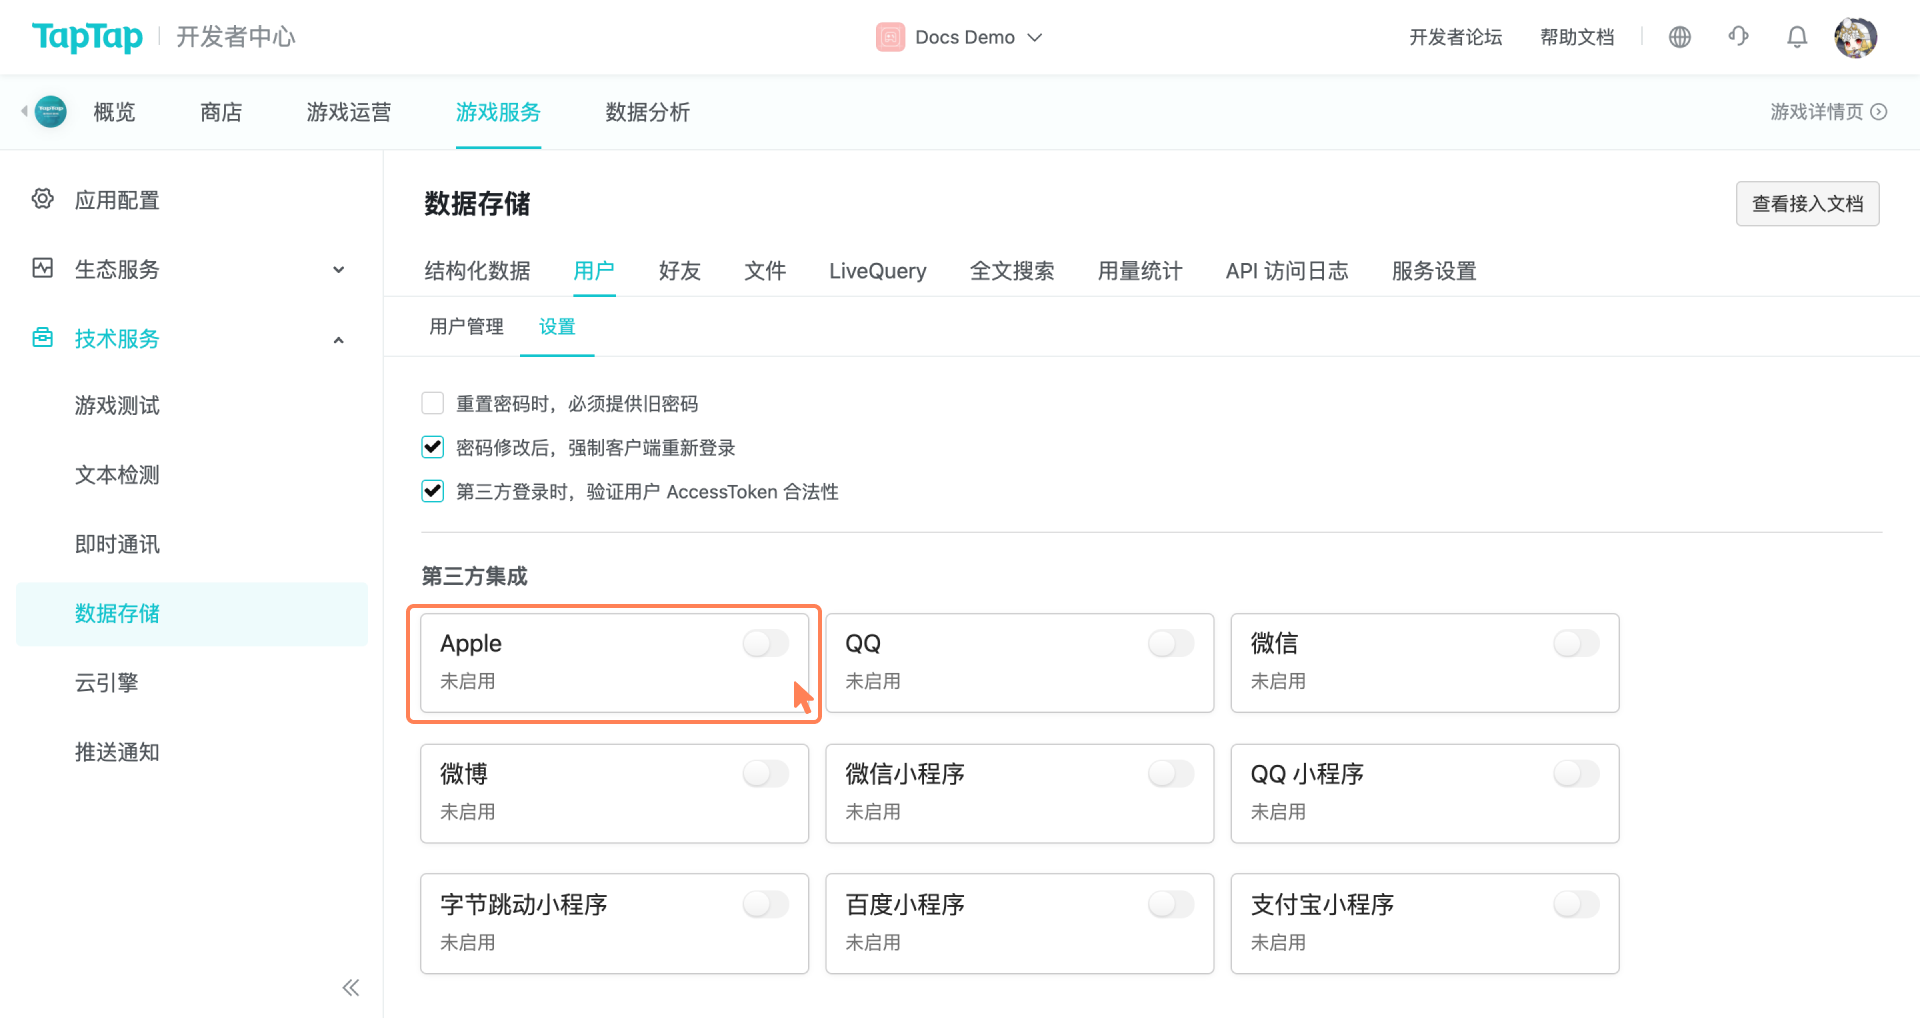 TapTap 开发者中心
Docs Demo
开发者论坛
帮助文档
概览
商店
游戏运营
游戏服务
数据分析
游戏详情页
应用配置
生态服务
技术服务
游戏测试
文本检测
即时通讯
数据存储
云引擎
推送通知
数据存储
查看接入文档
结构化数据
用户
好友
文件
LiveQuery
全文搜索
用量统计
API 访问日志
服务设置
用户管理
设置
重置密码时，必须提供旧密码
密码修改后，强制客户端重新登录
第三方登录时，验证用户 AccessToken 合法性
第三方集成
Apple
未启用
QQ
未启用
微信
未启用
微博
未启用
微信小程序
未启用
QQ 小程序
未启用
字节跳动小程序
未启用
百度小程序
未启用
支付宝小程序
未启用